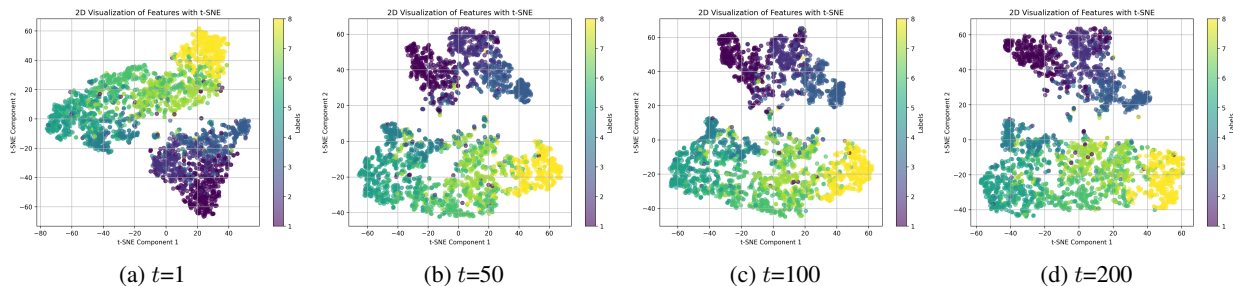 2D Visualization of Features with t-SNE
60
40
20
0
−20
−40
−60
t-SNE Component 2
−80 −60 −40 −20 0 20 40
t-SNE Component 1
8
7
6
5
4
3
2
1
Labels
(a) t=1
2D Visualization of Features with t-SNE
60
40
20
0
−20
−40
t-SNE Component 2
−60 −40 −20 0 20 40 60
t-SNE Component 1
8
7
6
5
4
3
2
1
Labels
(b) t=50
2D Visualization of Features with t-SNE
60
40
20
0
−20
−40
t-SNE Component 2
−60 −40 −20 0 20 40 60
t-SNE Component 1
8
7
6
5
4
3
2
1
Labels
(c) t=100
2D Visualization of Features with t-SNE
60
40
20
0
−20
−40
t-SNE Component 2
−60 −40 −20 0 20 40 60
t-SNE Component 1
8
7
6
5
4
3
2
1
Labels
(d) t=200